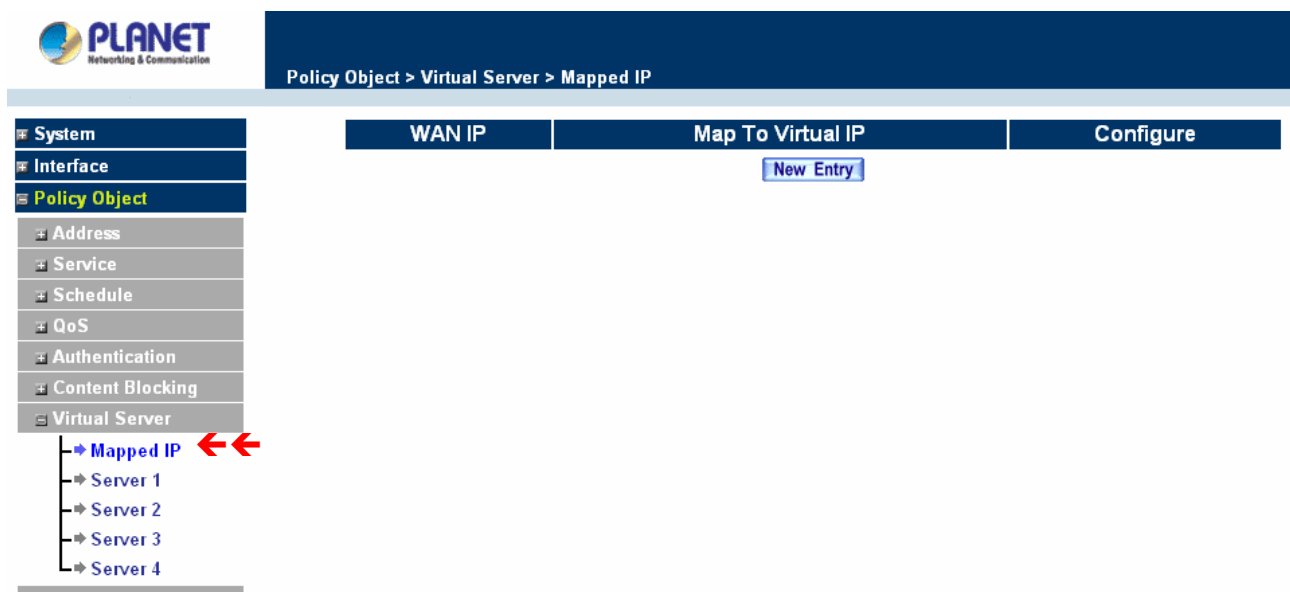 PLANET
Networking & Communication
Policy Object > Virtual Server > Mapped IP
System
Interface
Policy Object
Address
Service
Schedule
QoS
Authentication
Content Blocking
Virtual Server
Mapped IP
Server 1
Server 2
Server 3
Server 4
WAN IP Map To Virtual IP Configure
New Entry